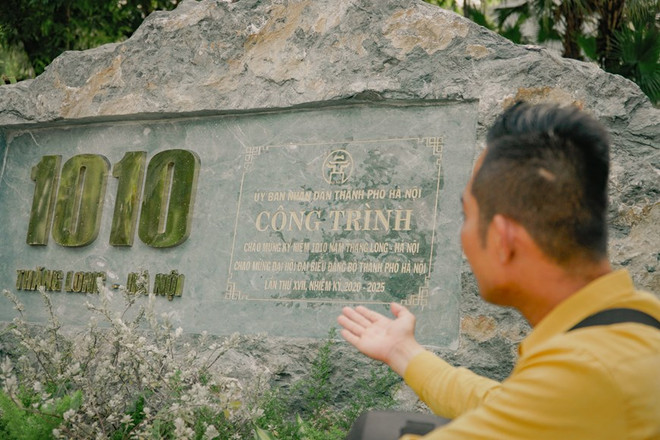 1010
THĂNG LONG - HÀ NỘI
UỶ BAN NHÂN DÂN THÀNH PHỐ HÀ NỘI
CÔNG TRÌNH
CHÀO MỪNG KỶ NIỆM 1010 NĂM THĂNG LONG - HÀ NỘI
CHÀO MỪNG ĐẠI HỘI ĐẠI BIỂU ĐẢNG BỘ THÀNH PHỐ HÀ NỘI
LẦN THỨ XVII, NHIỆM KỲ 2020 - 2025